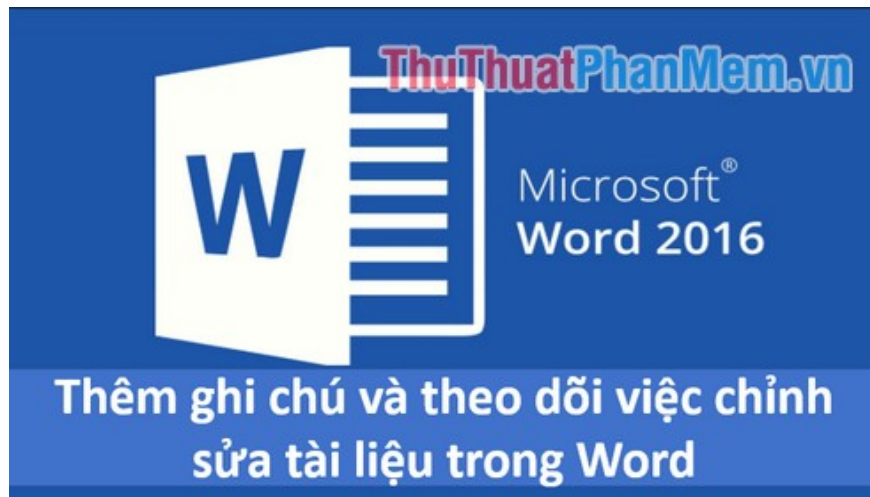 ThuThuatPhanMem.vn
W
Microsoft®
Word 2016
Thêm ghi chú và theo dõi việc chỉnh
sửa tài liệu trong Word